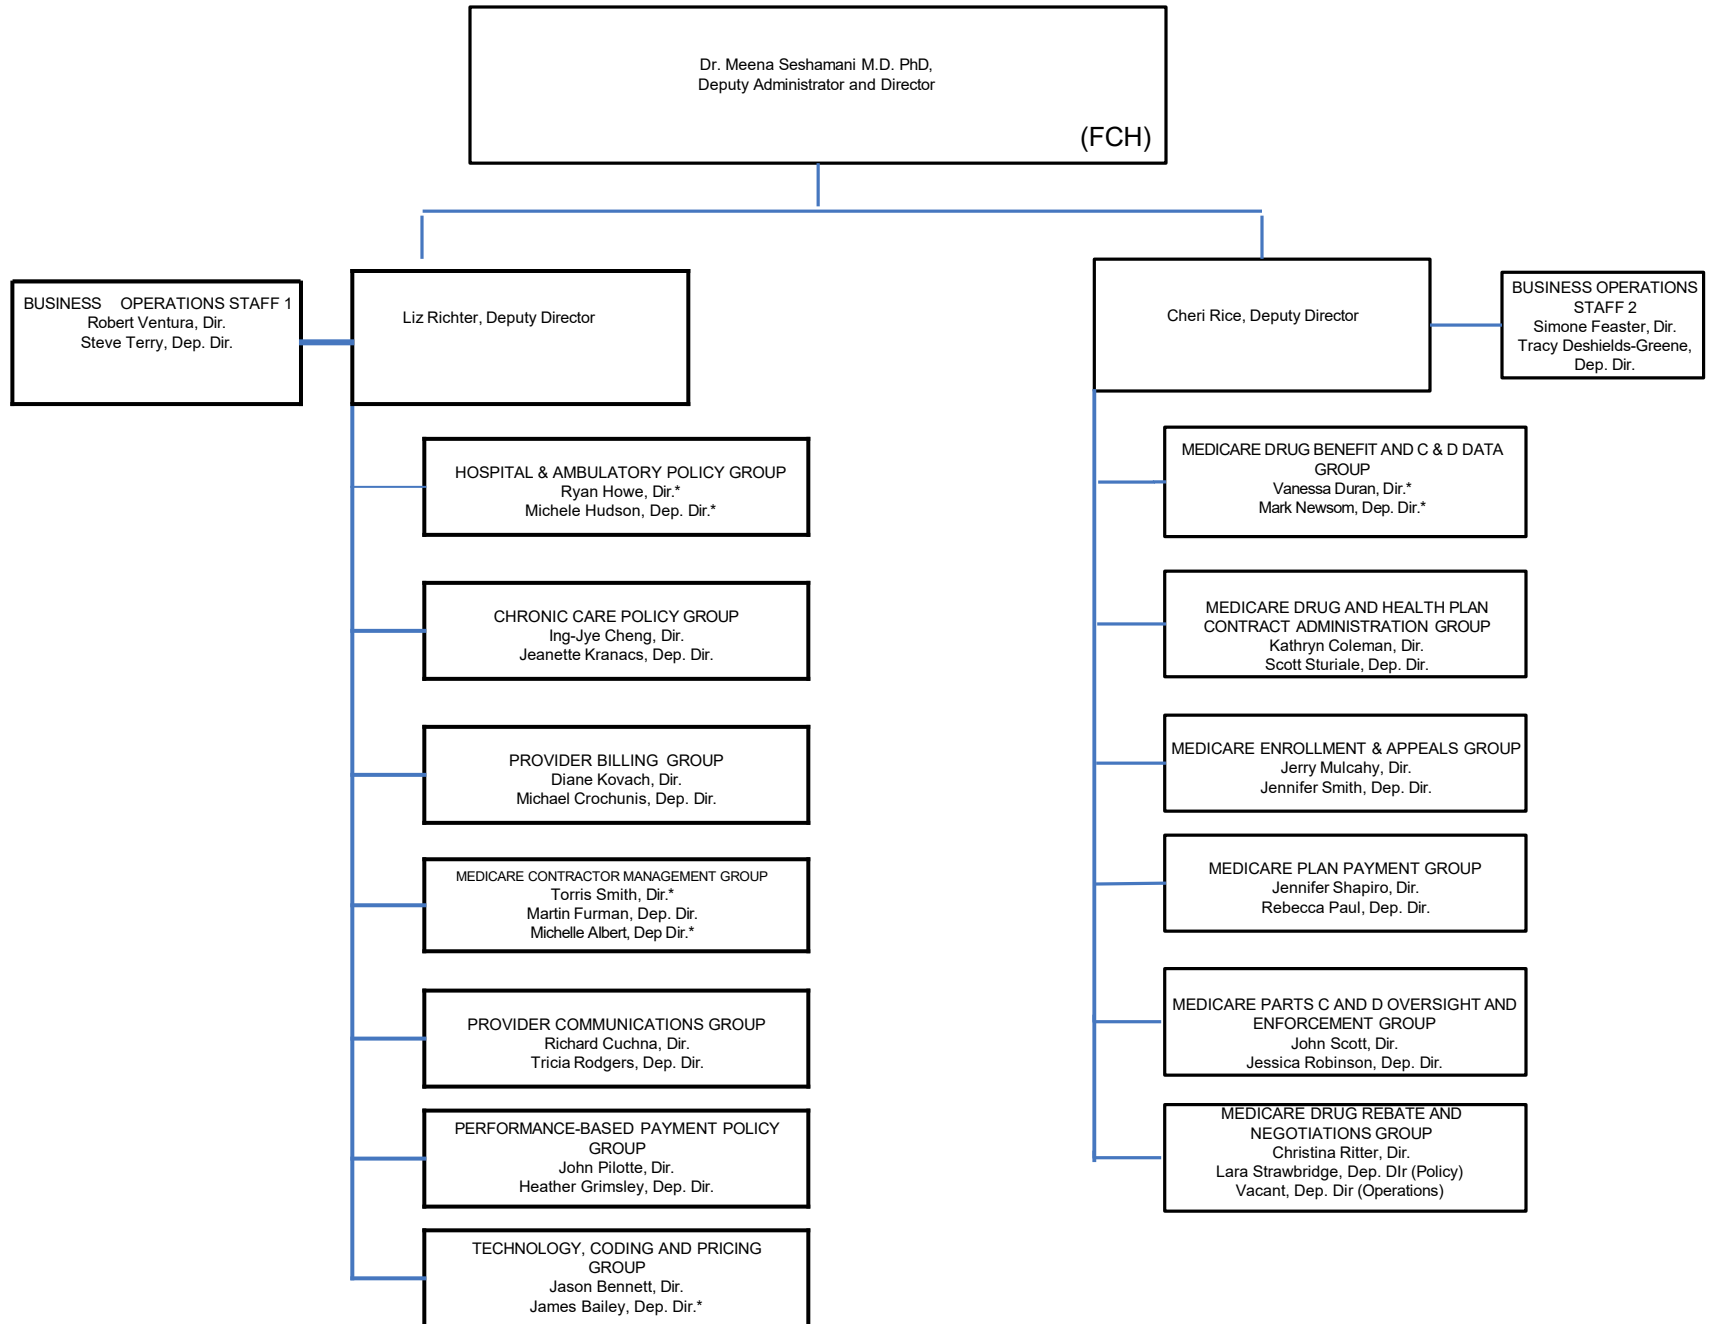 Dr. Meena Seshamani M.D. PhD,
Deputy Administrator and Director
(FCH)
BUSINESS OPERATIONS STAFF 1
Robert Ventura, Dir.
Steve Terry, Dep. Dir.
Liz Richter, Deputy Director
Cheri Rice, Deputy Director
BUSINESS OPERATIONS
STAFF 2
Simone Feaster, Dir.
Tracy Deshields-Greene,
Dep. Dir.
HOSPITAL & AMBULATORY POLICY GROUP
Ryan Howe, Dir.*
Michele Hudson, Dep. Dir.*
CHRONIC CARE POLICY GROUP
Ing-Jye Cheng, Dir.
Jeanette Kranacs, Dep. Dir.
PROVIDER BILLING GROUP
Diane Kovach, Dir.
Michael Crochunis, Dep. Dir.
MEDICARE CONTRACTOR MANAGEMENT GROUP
Torris Smith, Dir.*
Martin Furman, Dep. Dir.
Michelle Albert, Dep Dir.*
PROVIDER COMMUNICATIONS GROUP
Richard Cuchna, Dir.
Tricia Rodgers, Dep. Dir.
PERFORMANCE-BASED PAYMENT POLICY
GROUP
John Pilotte, Dir.
Heather Grimsley, Dep. Dir.
TECHNOLOGY, CODING AND PRICING
GROUP
Jason Bennett, Dir.
James Bailey, Dep. Dir.*
MEDICARE DRUG BENEFIT AND C & D DATA
GROUP
Vanessa Duran, Dir.*
Mark Newsom, Dep. Dir.*
MEDICARE DRUG AND HEALTH PLAN
CONTRACT ADMINISTRATION GROUP
Kathryn Coleman, Dir.
Scott Sturiale, Dep. Dir.
MEDICARE ENROLLMENT & APPEALS GROUP
Jerry Mulcahy, Dir.
Jennifer Smith, Dep. Dir.
MEDICARE PLAN PAYMENT GROUP
Jennifer Shapiro, Dir.
Rebecca Paul, Dep. Dir.
MEDICARE PARTS C AND D OVERSIGHT AND
ENFORCEMENT GROUP
John Scott, Dir.
Jessica Robinson, Dep. Dir.
MEDICARE DRUG REBATE AND
NEGOTIATIONS GROUP
Christina Ritter, Dir.
Lara Strawbridge, Dep. DIr (Policy)
Vacant, Dep. Dir (Operations)